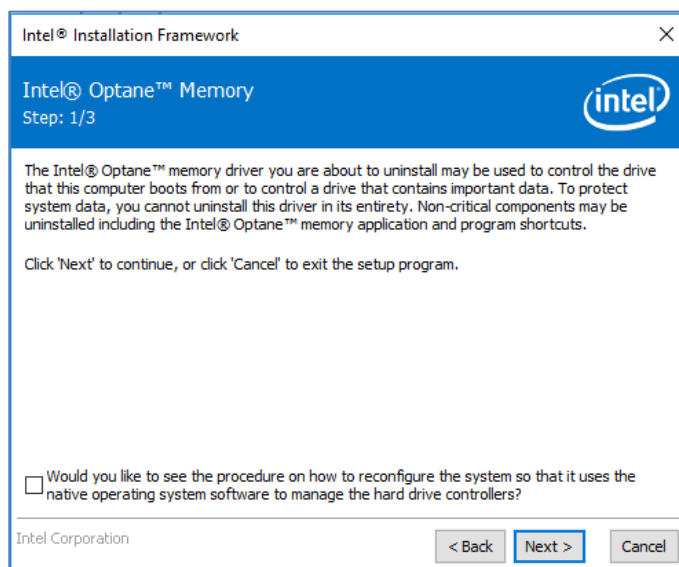 Intel® Installation Framework
Intel® Optane™ Memory
Step: 1/3
intel
The Intel® Optane™ memory driver you are about to uninstall may be used to control the drive
that this computer boots from or to control a drive that contains important data. To protect
system data, you cannot uninstall this driver in its entirety. Non-critical components may be
uninstalled including the Intel® Optane™ memory application and program shortcuts.
Click 'Next' to continue, or click 'Cancel' to exit the setup program.
Would you like to see the procedure on how to reconfigure the system so that it uses the
native operating system software to manage the hard drive controllers?
Intel Corporation
< Back
Next >
Cancel